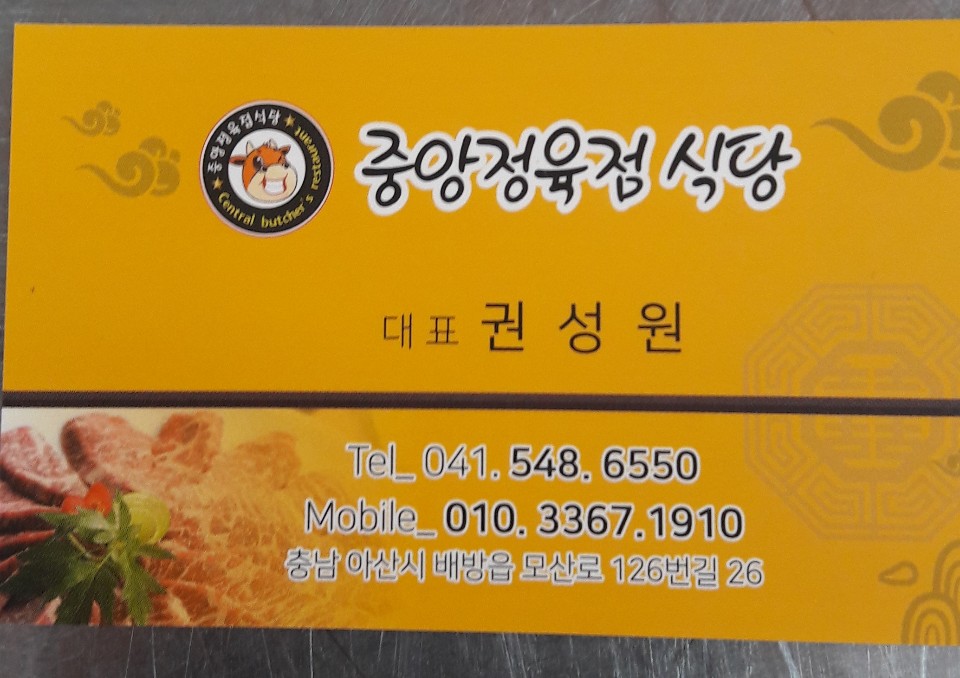 중앙정육점식당
Central butcher's resteurant
중앙정육점 식당
대표 권성원
Tel_ 041. 548. 6550
Mobile_ 010. 3367.1910
충남 아산시 배방읍 모산로 126번길 26